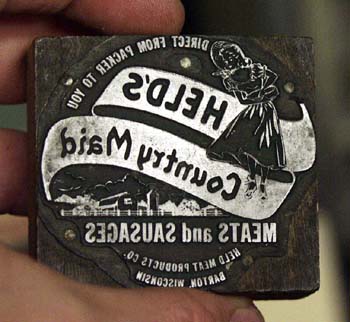 DIRECT FROM PACKER TO YOU
HELD'S
Country Maid
MEATS and SAUSAGES
HELD MEAT PRODUCTS CO.
BARTON, WISCONSIN